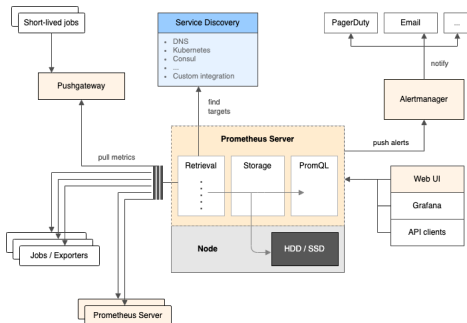 Short-lived jobs
Service Discovery
• DNS
• Kubernetes
• Consul
• ...
• Custom integration
PagerDuty
Email
...
notify
Pushgateway
Alertmanager
find
targets
Prometheus Server
push alerts
pull metrics
Retrieval
Storage
PromQL
Web UI
Grafana
API clients
Node
HDD / SSD
Jobs / Exporters
Prometheus Server